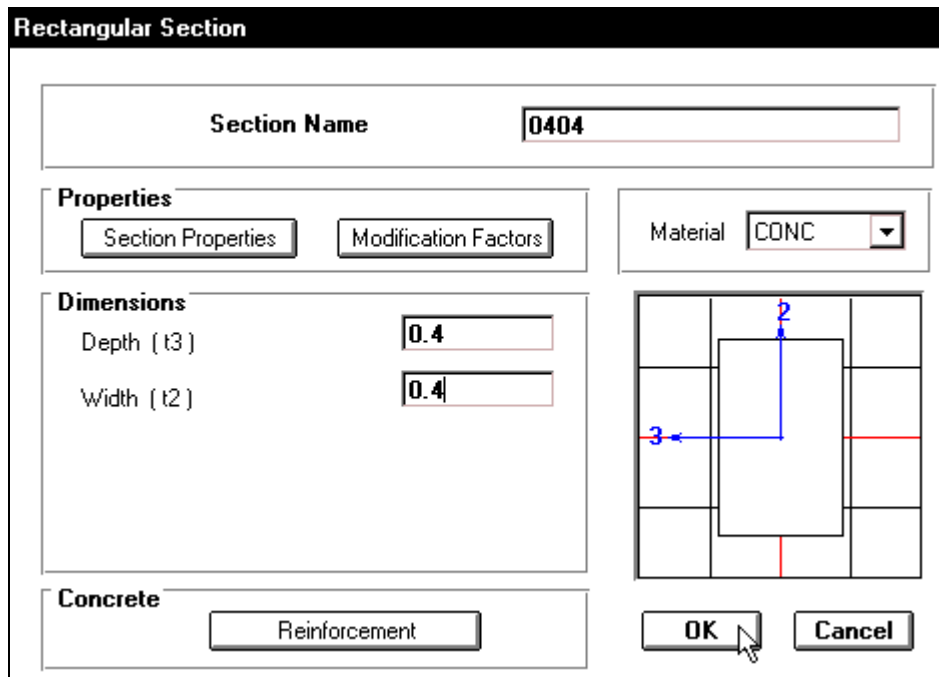 Rectangular Section
Section Name 0404
Properties
Section Properties Modification Factors
Material CONC
Dimensions
Depth ( t3 ) 0.4
Width ( t2 ) 0.4
2
3
Concrete
Reinforcement
OK Cancel